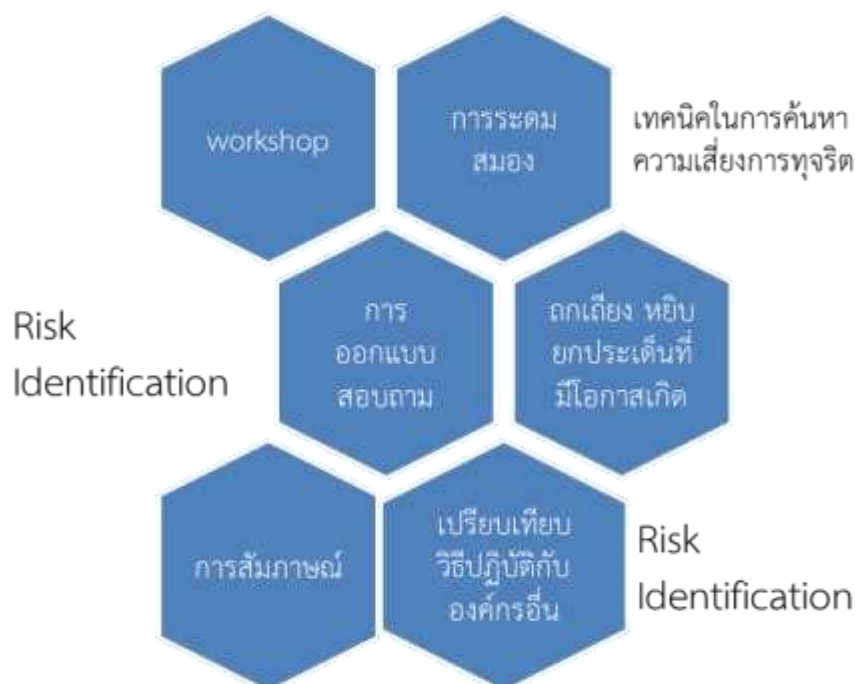 workshop
การระดม
สมอง
เทคนิคในการค้นหา
ความเสี่ยงการทุจริต
Risk
Identification
การ
ออกแบบ
สอบถาม
ถกเถียง หยิบ
ยกประเด็นที่
มีโอกาสเกิด
การสัมภาษณ์
เปรียบเทียบ
วิธีปฏิบัติกับ
องค์กรอื่น
Risk
Identification